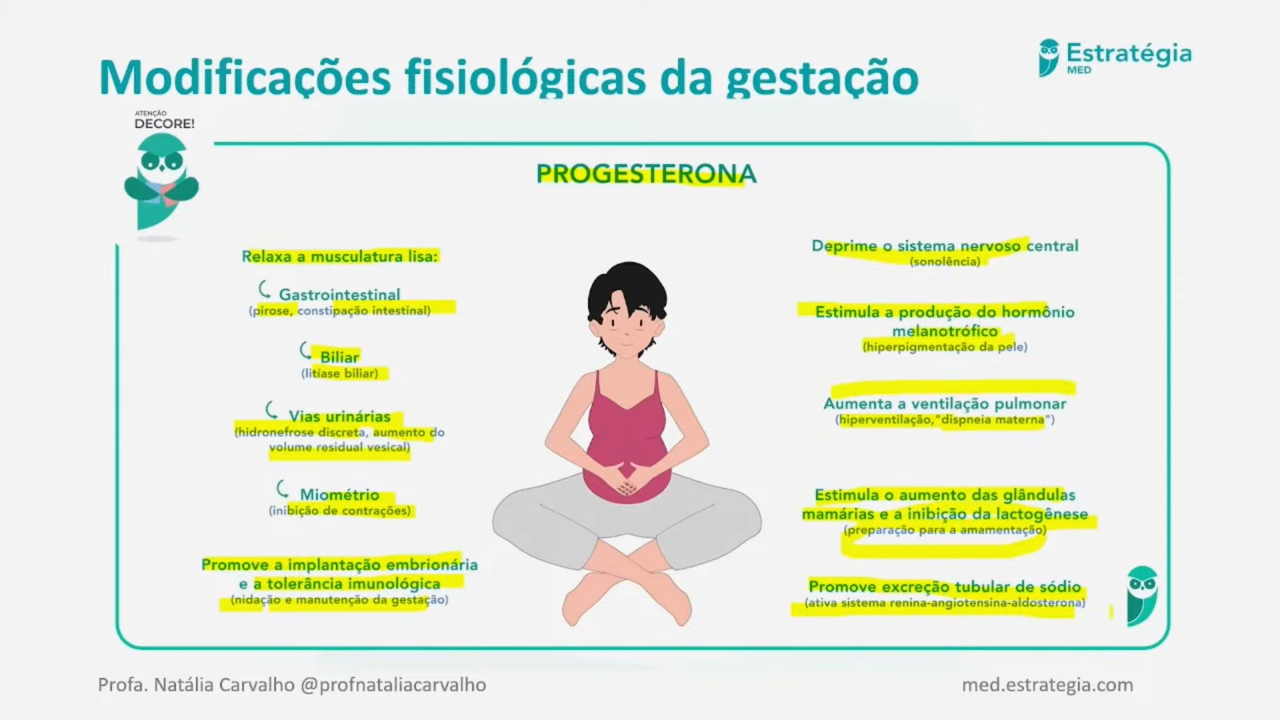 Modificações fisiológicas da gestação
Estratégia
MED
ATENÇÃO
DECORE!
PROGESTERONA
Relaxa a musculatura lisa:
Gastrointestinal
(pirose, constipação intestinal)
Biliar
(litíase biliar)
Vias urinárias
(hidronefrose discreta, aumento do
volume residual vesical)
Miométrio
(inibição de contrações)
Promove a implantação embrionária
e a tolerância imunológica
(nidação e manutenção da gestação)
Deprime o sistema nervoso central
(sonolência)
Estimula a produção do hormônio
melanotrófico
(hiperpigmentação da pele)
Aumenta a ventilação pulmonar
(hiperventilação,"dispneia materna")
Estimula o aumento das glândulas
mamárias e a inibição da lactogênese
(preparação para a amamentação)
Promove excreção tubular de sódio
(ativa sistema renina-angiotensina-aldosterona)
Profa. Natália Carvalho @profnataliacarvalho
med.estrategia.com